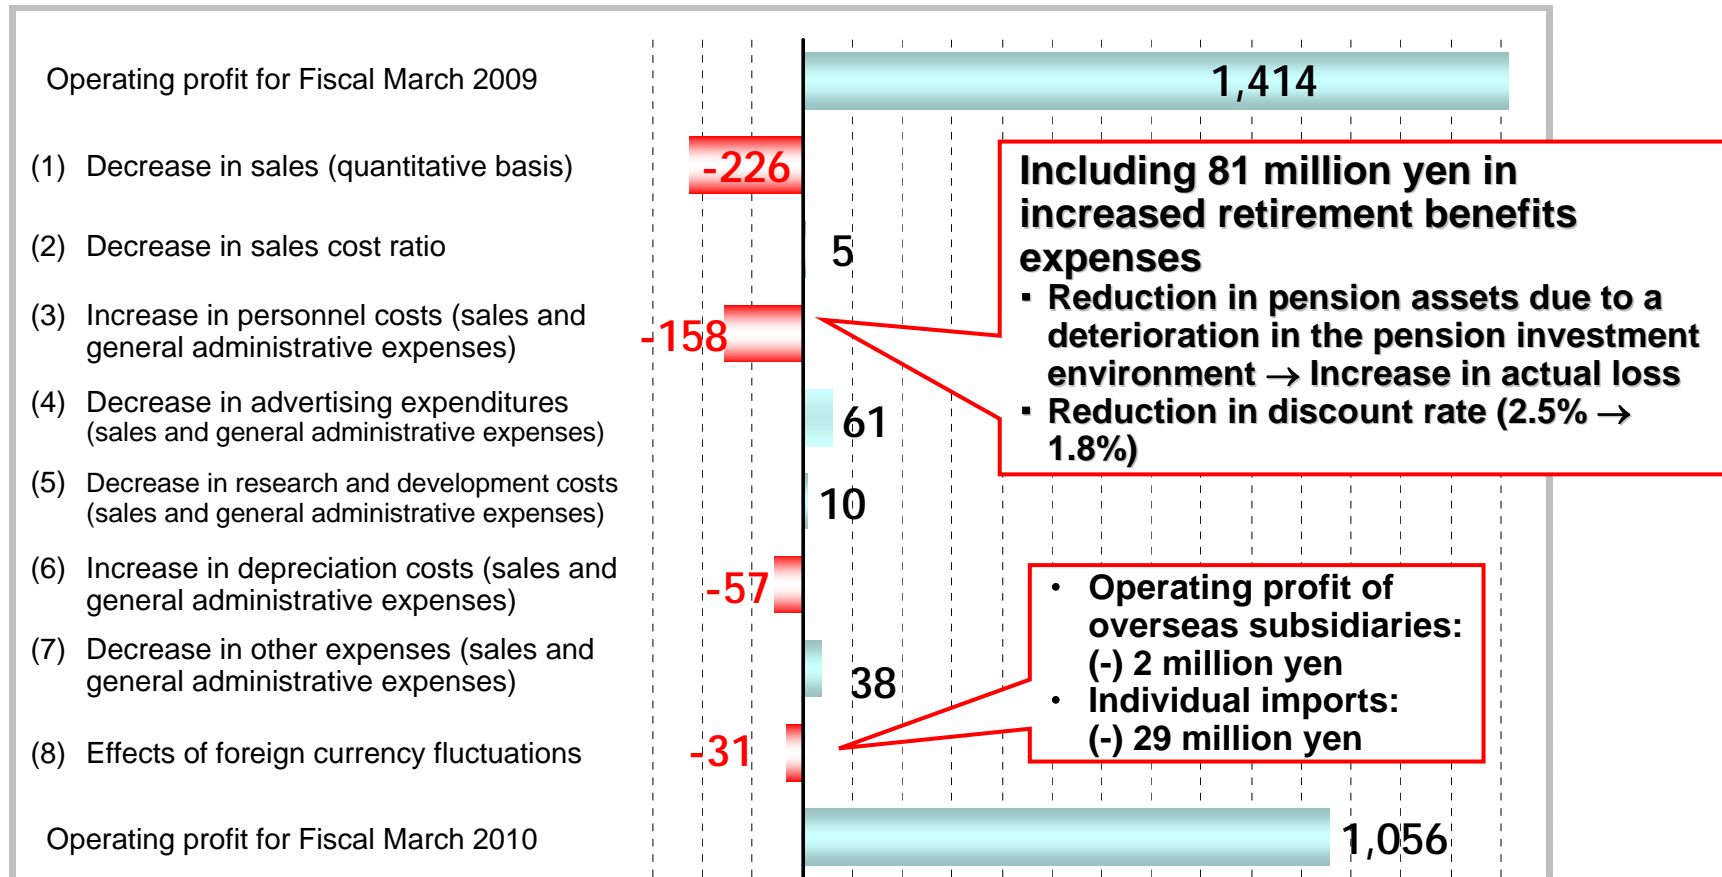 Operating profit for Fiscal March 2009
1,414
(1) Decrease in sales (quantitative basis)
-226
(2) Decrease in sales cost ratio
5
(3) Increase in personnel costs (sales and
general administrative expenses)
-158
Including 81 million yen in
increased retirement benefits
expenses
▪ Reduction in pension assets due to a
deterioration in the pension investment
environment → Increase in actual loss
▪ Reduction in discount rate (2.5% →
1.8%)
(4) Decrease in advertising expenditures
(sales and general administrative expenses)
61
(5) Decrease in research and development costs
(sales and general administrative expenses)
10
(6) Increase in depreciation costs (sales and
general administrative expenses)
-57
(7) Decrease in other expenses (sales and
general administrative expenses)
38
(8) Effects of foreign currency fluctuations
-31
・ Operating profit of
overseas subsidiaries:
(-) 2 million yen
・ Individual imports:
(-) 29 million yen
Operating profit for Fiscal March 2010
1,056